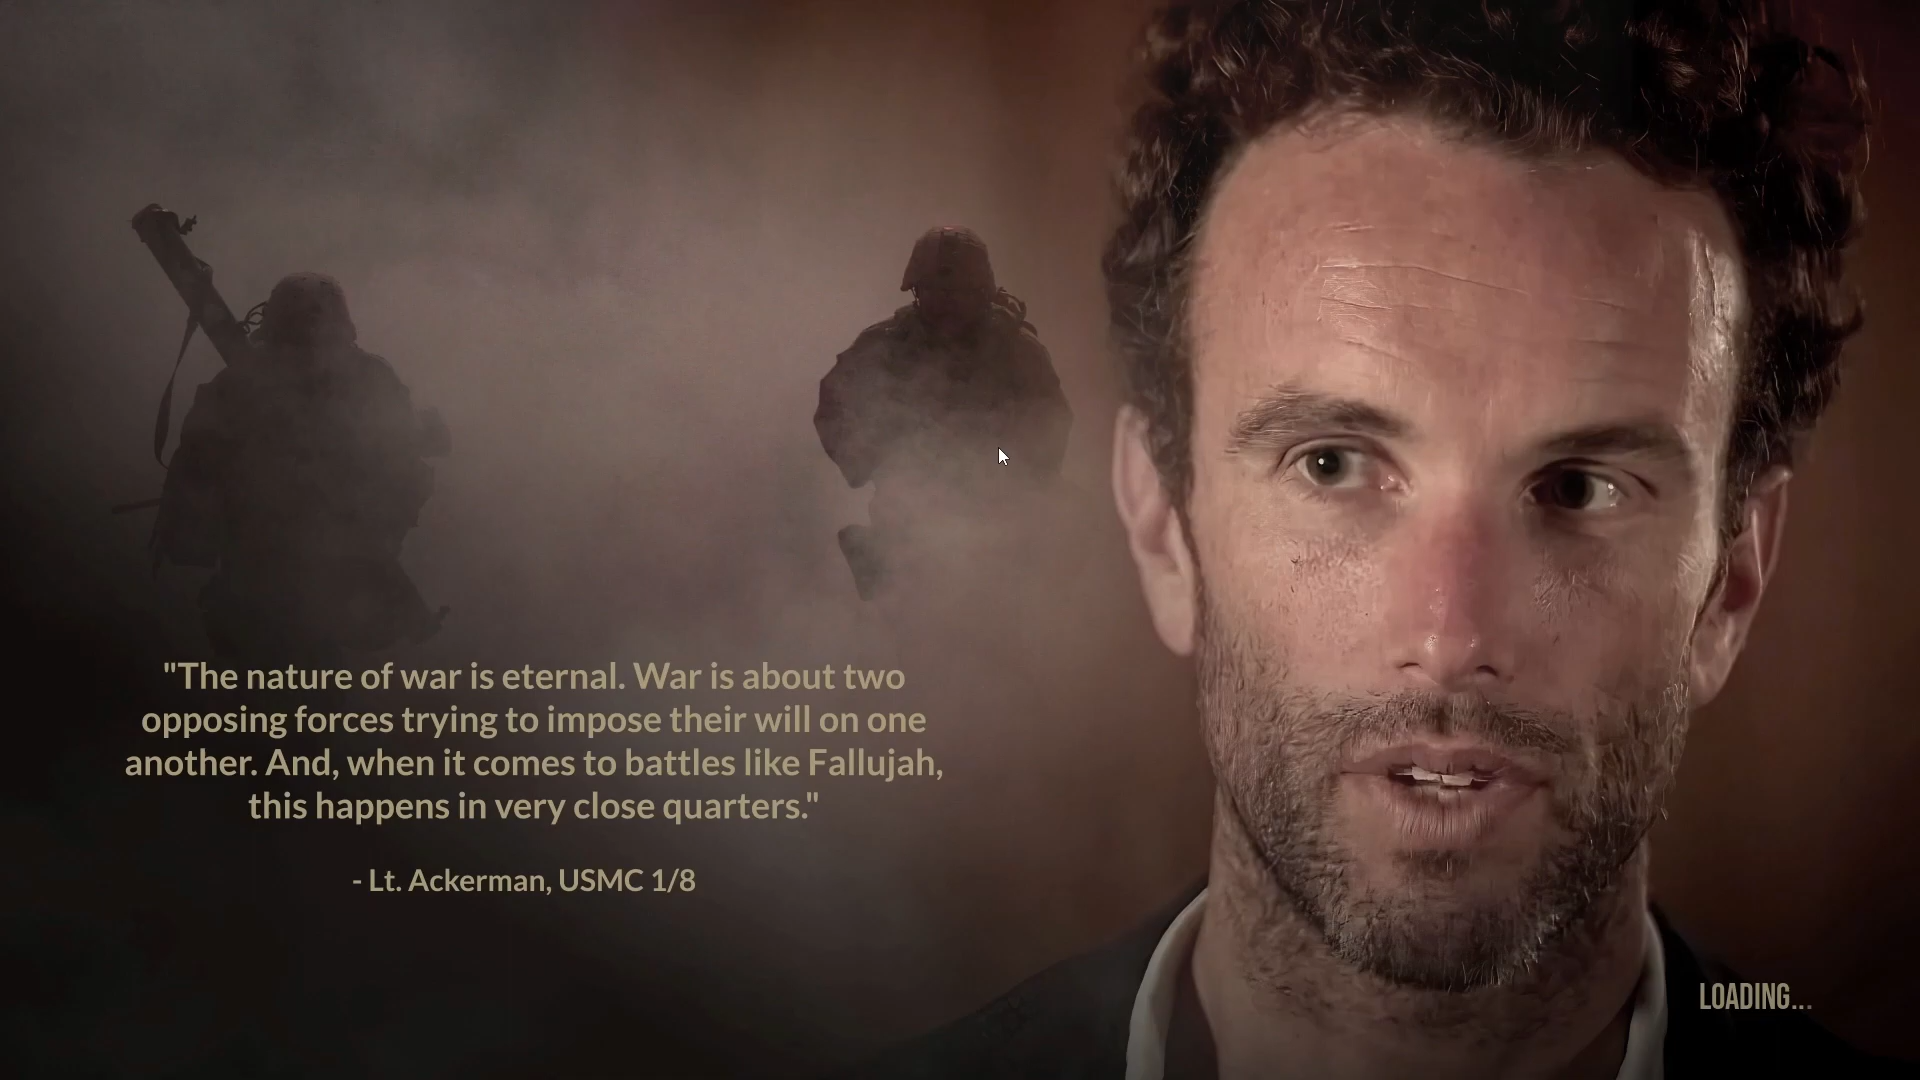 "The nature of war is eternal. War is about two
opposing forces trying to impose their will on one
another. And, when it comes to battles like Fallujah,
this happens in very close quarters."
- Lt. Ackerman, USMC 1/8
LOADING...